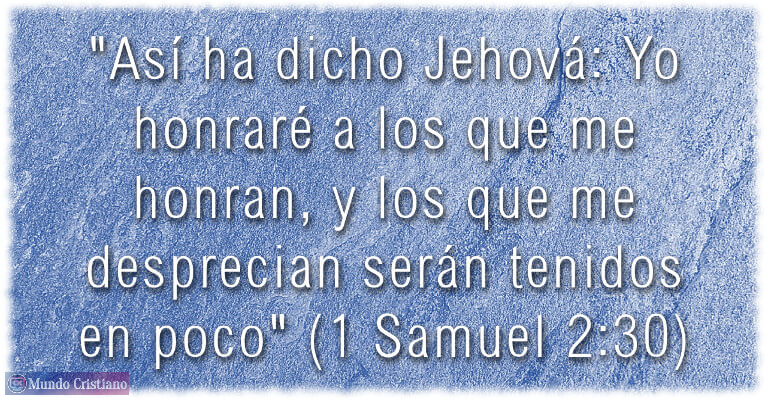 "Así ha dicho Jehová: Yo
honraré a los que me
honran, y los que me
desprecian serán tenidos
en poco" (1 Samuel 2:30)
Mundo Cristiano